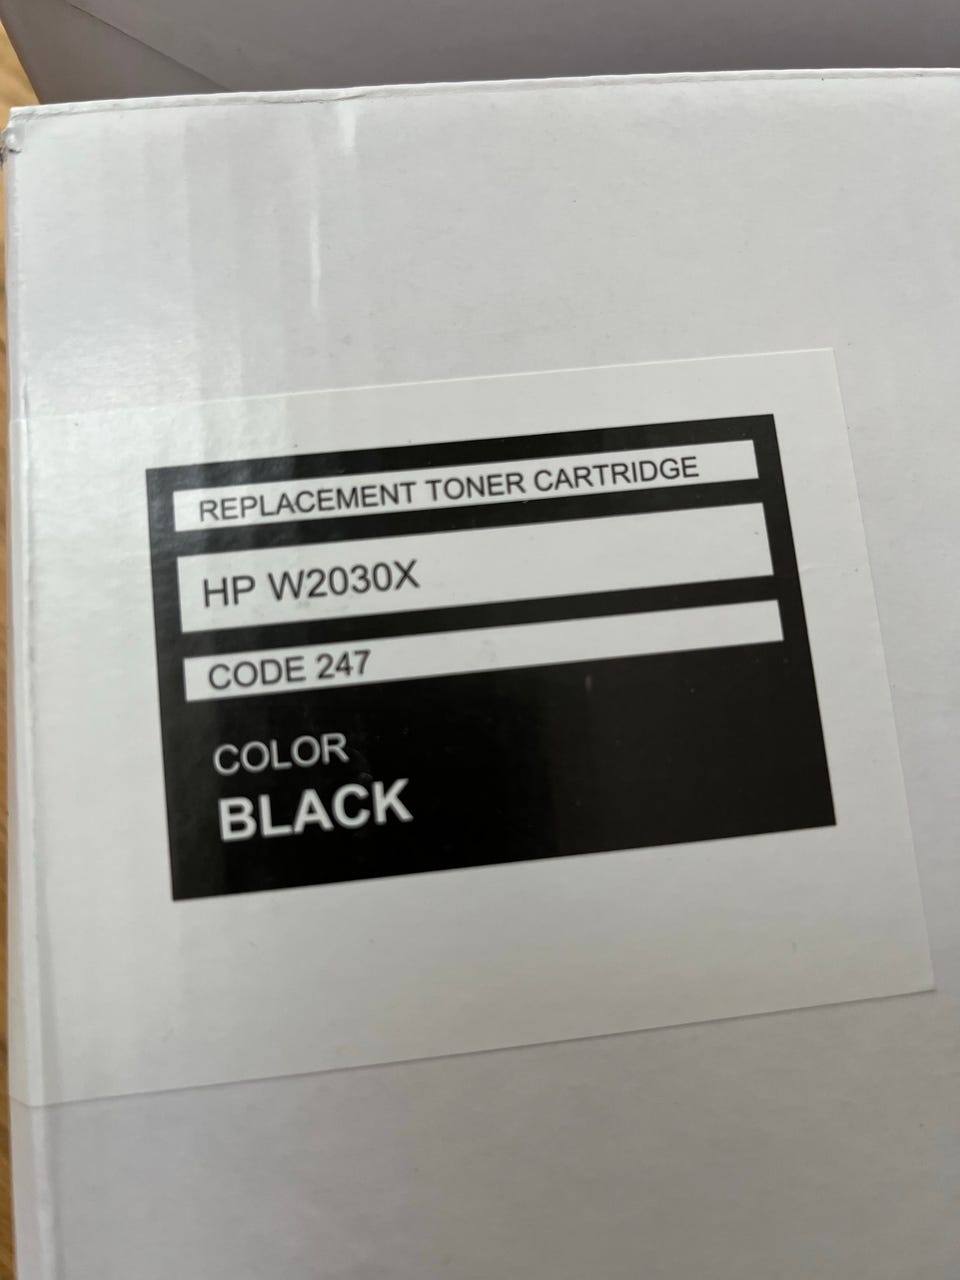 REPLACEMENT TONER CARTRIDGE
HP W2030X
CODE 247
COLOR
BLACK